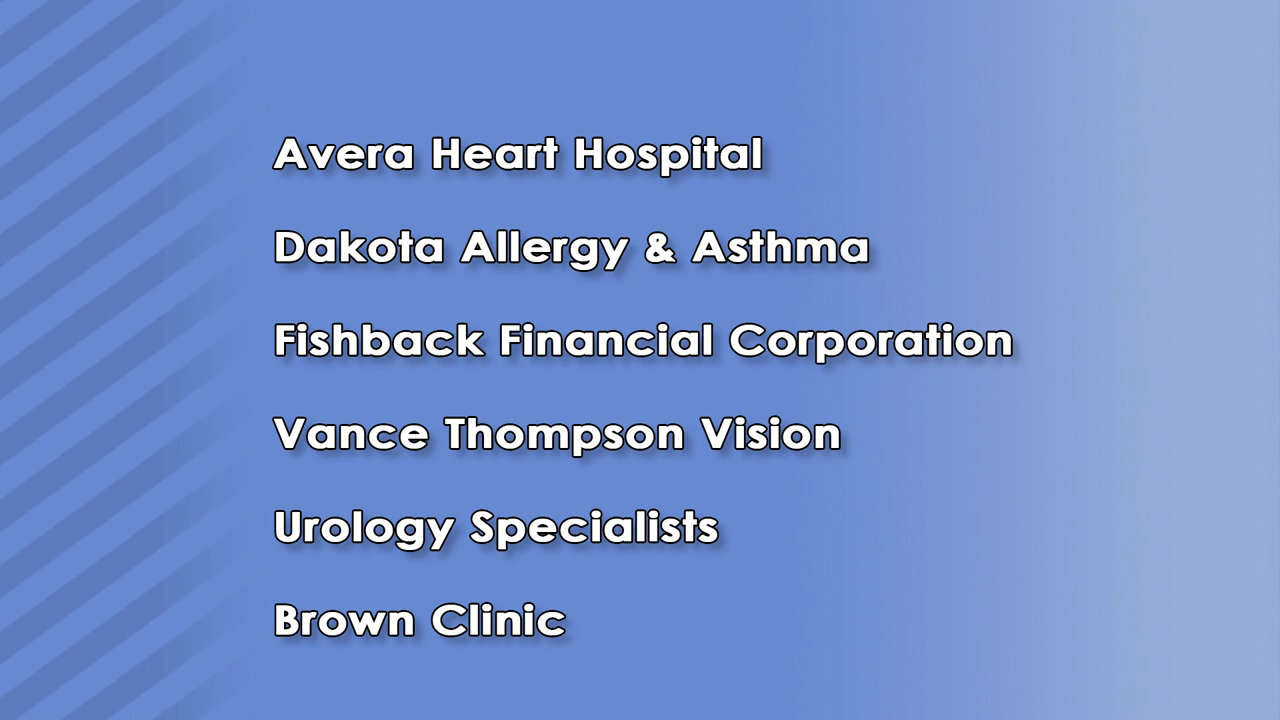 Avera Heart Hospital
Dakota Allergy & Asthma
Fishback Financial Corporation
Vance Thompson Vision
Urology Specialists
Brown Clinic